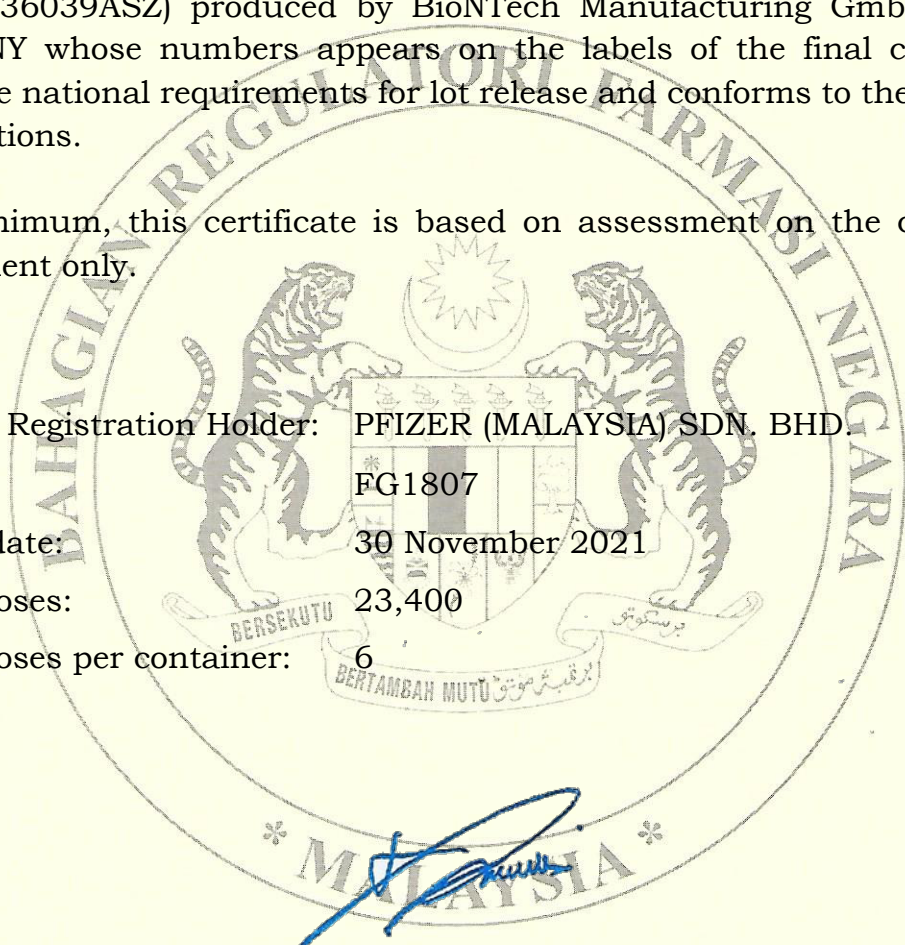 36039ASZ) produced by BioNTech Manufacturing Gmb
NY whose numbers appears on the labels of the final c
e national requirements for lot release and conforms to the
tions.
nimum, this certificate is based on assessment on the c
ent only.
Registration Holder: PFIZER (MALAYSIA) SDN. BHD.
FG1807
late: 30 November 2021
oses: 23,400
oses per container: 6
BAHAGIAN REGULATORI FARMASI NEGARA
* MALAYSIA *
BERSEKUTU برسکوتو
BERTAMBAH MUTU برتمبه موتو